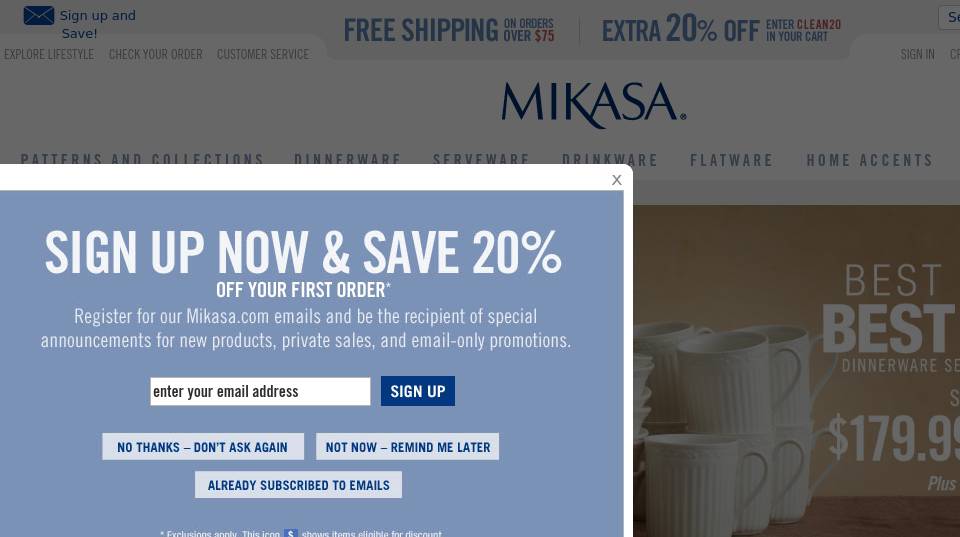 Sign up and
Save!
FREE SHIPPING ON ORDERS OVER $75
EXTRA 20% OFF ENTER CLEAN20 IN YOUR CART
EXPLORE LIFESTYLE CHECK YOUR ORDER CUSTOMER SERVICE
SIGN IN
MIKASA®
PATTERNS AND COLLECTIONS DINNERWARE SERVEWARE DRINKWARE FLATWARE HOME ACCENTS
X
SIGN UP NOW & SAVE 20%
OFF YOUR FIRST ORDER*
Register for our Mikasa.com emails and be the recipient of special
announcements for new products, private sales, and email-only promotions.
enter your email address SIGN UP
NO THANKS – DON'T ASK AGAIN NOT NOW – REMIND ME LATER
ALREADY SUBSCRIBED TO EMAILS
* Exclusions apply. This icon $ shows items eligible for discount.
BEST
BEST
DINNERWARE
$179.99
Plus